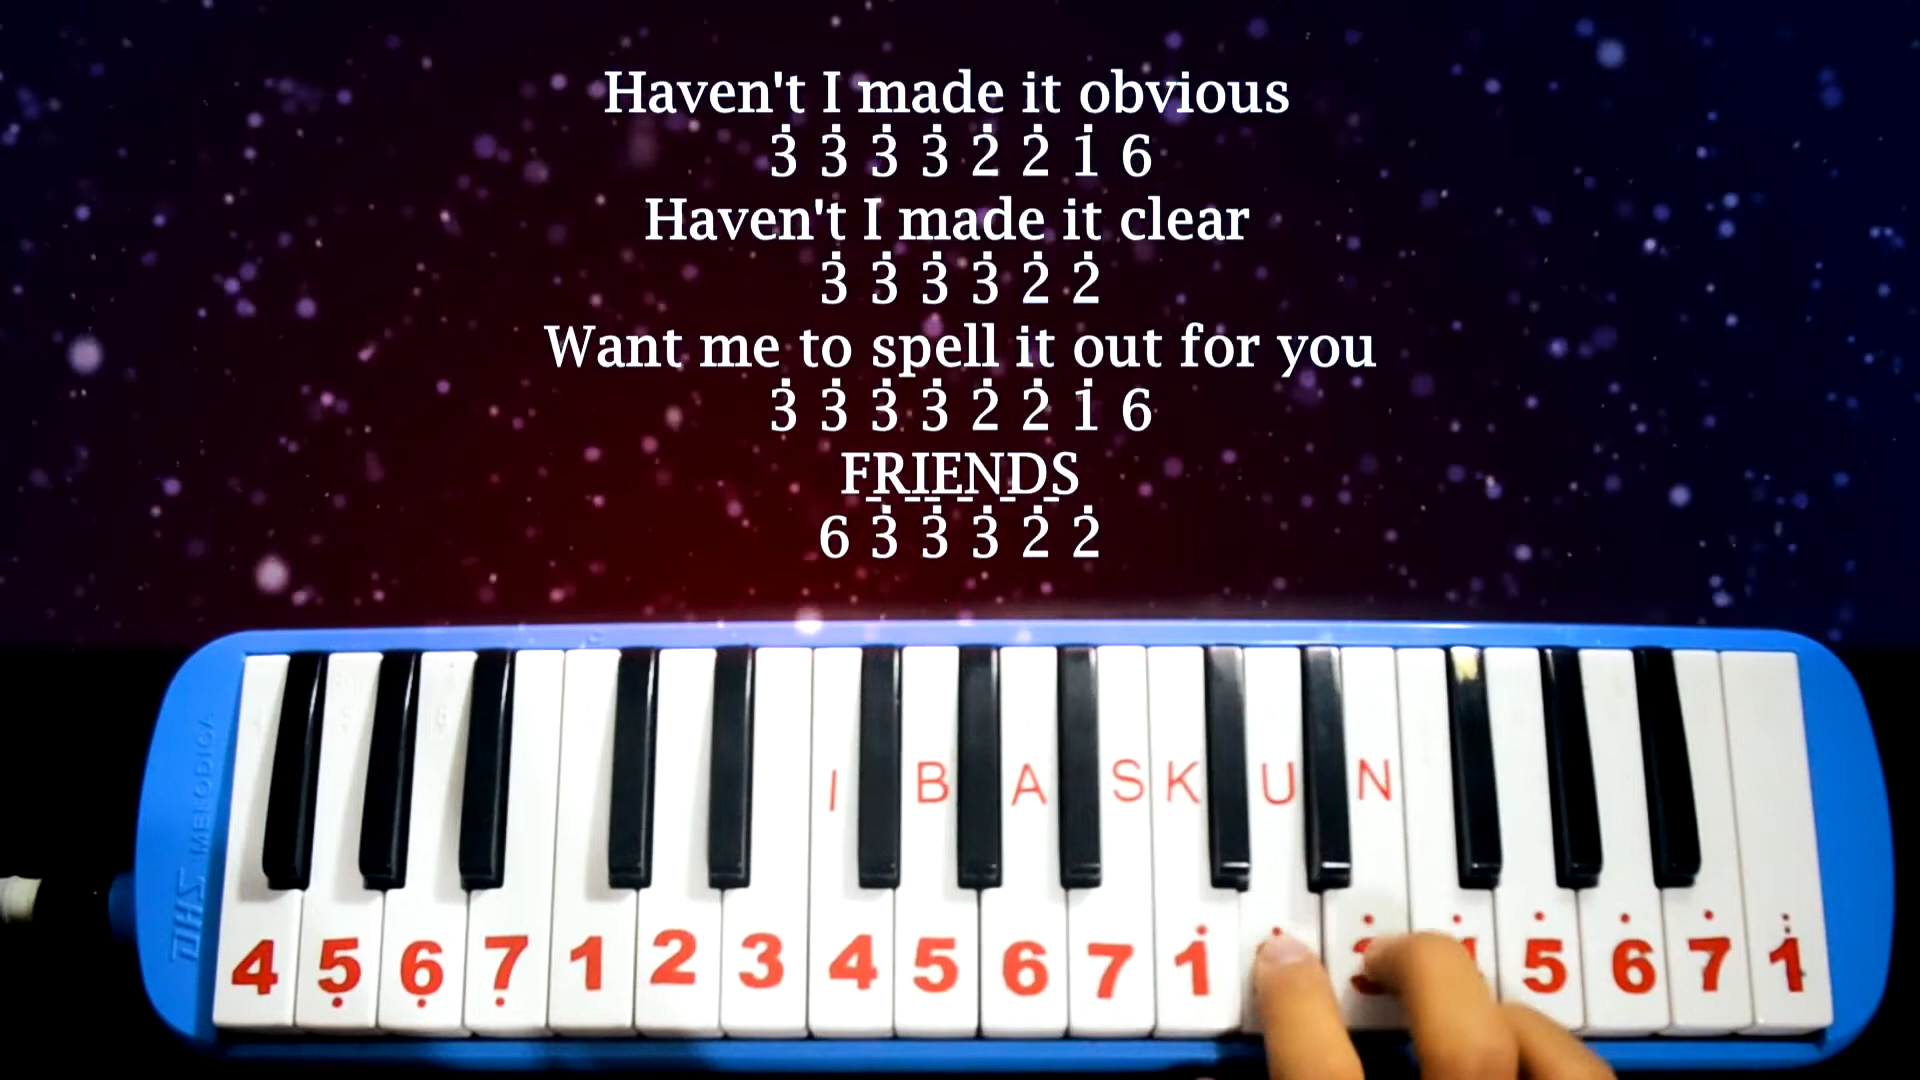 Haven't I made it obvious
3̇ 3̇ 3̇ 3̇ 2̇ 2̇ 1̇ 6
Haven't I made it clear
3̇ 3̇ 3̇ 3̇ 2̇ 2̇
Want me to spell it out for you
3̇ 3̇ 3̇ 3̇ 2̇ 2̇ 1̇ 6
F̲R̲I̲E̲N̲D̲S
6 3̇ 3̇ 3̇ 2̇ 2̇
MELODICA
I B A S K U N
4 5̣ 6̣ 7̣ 1 2 3 4 5 6 7 1̇ 5̇ 6̇ 7̇ 1̈